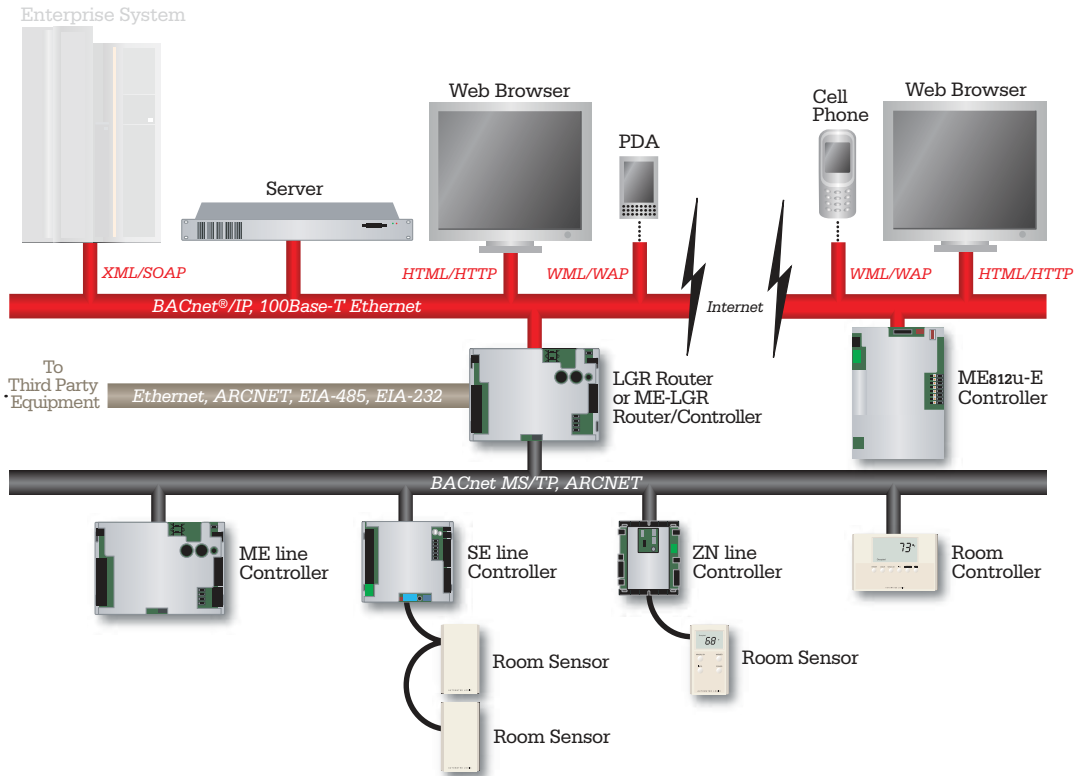 Enterprise System
Server
Web Browser
PDA
Cell
Phone
Web Browser
XML/SOAP
HTML/HTTP
WML/WAP
WML/WAP
HTML/HTTP
BACnet®/IP, 100Base-T Ethernet
Internet
To
Third Party
Equipment
Ethernet, ARCNET, EIA-485, EIA-232
LGR Router
or ME-LGR
Router/Controller
ME812u-E
Controller
BACnet MS/TP, ARCNET
ME line
Controller
SE line
Controller
ZN line
Controller
73°
Room
Controller
68°
Room Sensor
Room Sensor
Room Sensor